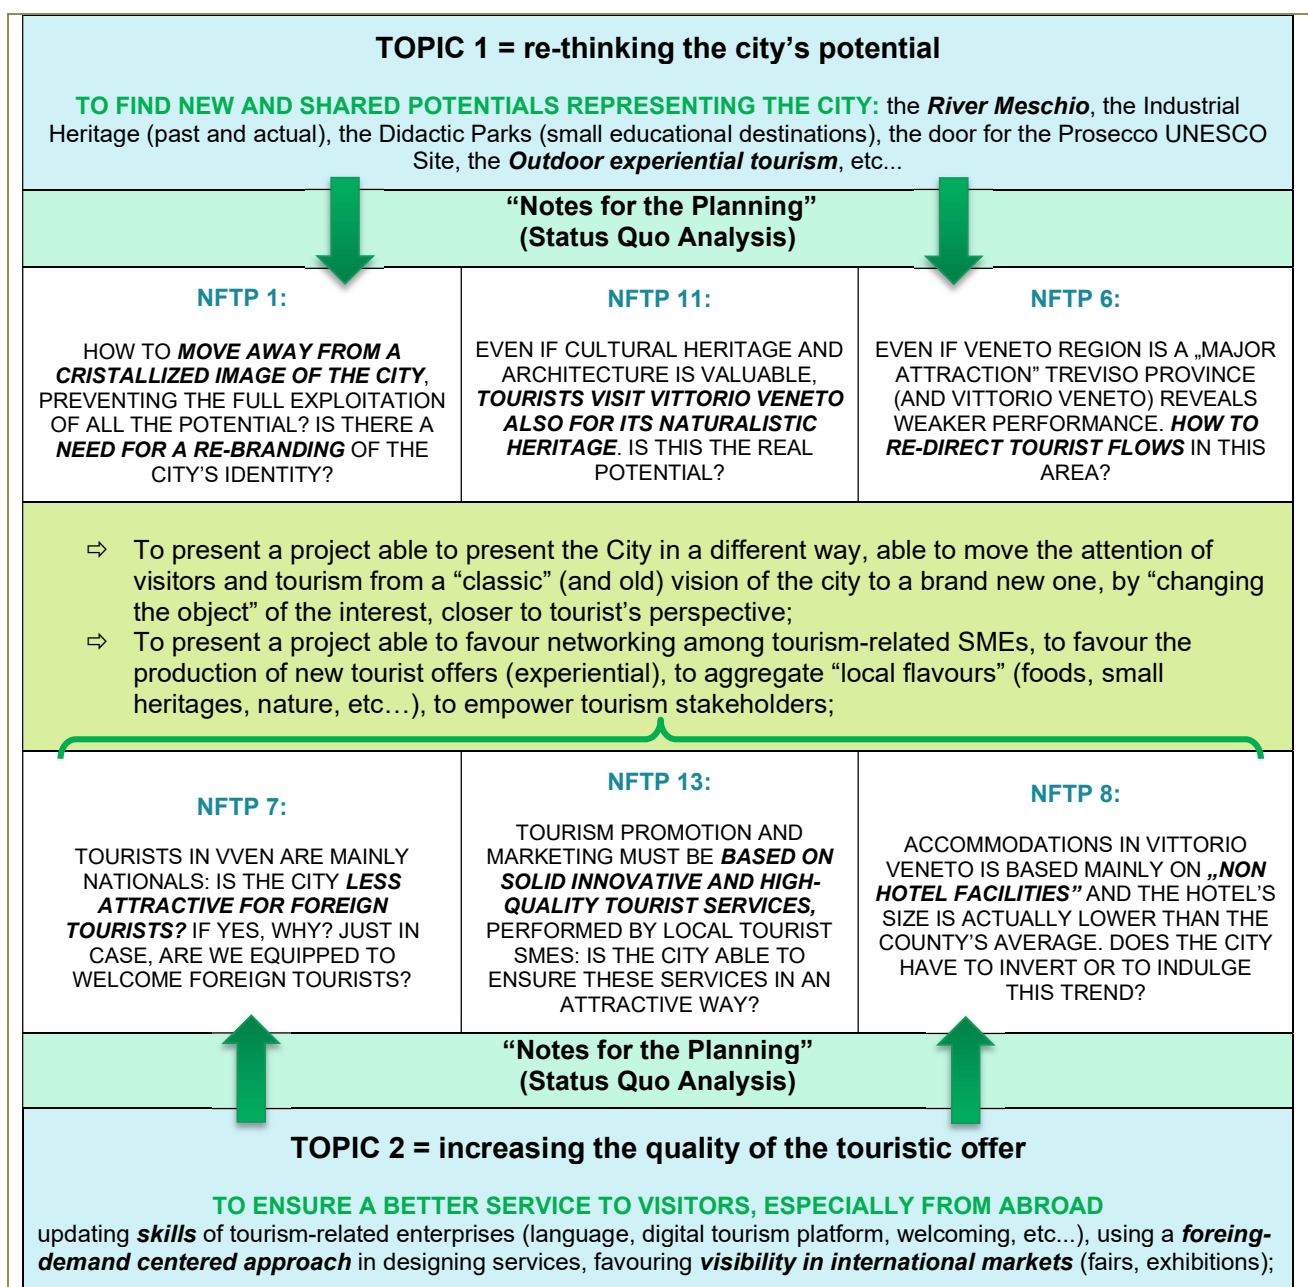 TOPIC 1 = re-thinking the city’s potential
TO FIND NEW AND SHARED POTENTIALS REPRESENTING THE CITY: the River Meschio, the Industrial
Heritage (past and actual), the Didactic Parks (small educational destinations), the door for the Prosecco UNESCO
Site, the Outdoor experiential tourism, etc...
“Notes for the Planning”
(Status Quo Analysis)
NFTP 1:
HOW TO MOVE AWAY FROM A
CRISTALLIZED IMAGE OF THE CITY,
PREVENTING THE FULL EXPLOITATION
OF ALL THE POTENTIAL? IS THERE A
NEED FOR A RE-BRANDING OF THE
CITY’S IDENTITY?
NFTP 11:
EVEN IF CULTURAL HERITAGE AND
ARCHITECTURE IS VALUABLE,
TOURISTS VISIT VITTORIO VENETO
ALSO FOR ITS NATURALISTIC
HERITAGE. IS THIS THE REAL
POTENTIAL?
NFTP 6:
EVEN IF VENETO REGION IS A „MAJOR
ATTRACTION” TREVISO PROVINCE
(AND VITTORIO VENETO) REVEALS
WEAKER PERFORMANCE. HOW TO
RE-DIRECT TOURIST FLOWS IN THIS
AREA?
⇨ To present a project able to present the City in a different way, able to move the attention of
visitors and tourism from a “classic” (and old) vision of the city to a brand new one, by “changing
the object” of the interest, closer to tourist’s perspective;
⇨ To present a project able to favour networking among tourism-related SMEs, to favour the
production of new tourist offers (experiential), to aggregate “local flavours” (foods, small
heritages, nature, etc…), to empower tourism stakeholders;
NFTP 7:
TOURISTS IN VVEN ARE MAINLY
NATIONALS: IS THE CITY LESS
ATTRACTIVE FOR FOREIGN
TOURISTS? IF YES, WHY? JUST IN
CASE, ARE WE EQUIPPED TO
WELCOME FOREIGN TOURISTS?
NFTP 13:
TOURISM PROMOTION AND
MARKETING MUST BE BASED ON
SOLID INNOVATIVE AND HIGH-
QUALITY TOURIST SERVICES,
PERFORMED BY LOCAL TOURIST
SMES: IS THE CITY ABLE TO
ENSURE THESE SERVICES IN AN
ATTRACTIVE WAY?
NFTP 8:
ACCOMMODATIONS IN VITTORIO
VENETO IS BASED MAINLY ON „NON
HOTEL FACILITIES” AND THE HOTEL’S
SIZE IS ACTUALLY LOWER THAN THE
COUNTY’S AVERAGE. DOES THE CITY
HAVE TO INVERT OR TO INDULGE
THIS TREND?
“Notes for the Planning”
(Status Quo Analysis)
TOPIC 2 = increasing the quality of the touristic offer
TO ENSURE A BETTER SERVICE TO VISITORS, ESPECIALLY FROM ABROAD
updating skills of tourism-related enterprises (language, digital tourism platform, welcoming, etc...), using a foreing-
demand centered approach in designing services, favouring visibility in international markets (fairs, exhibitions);